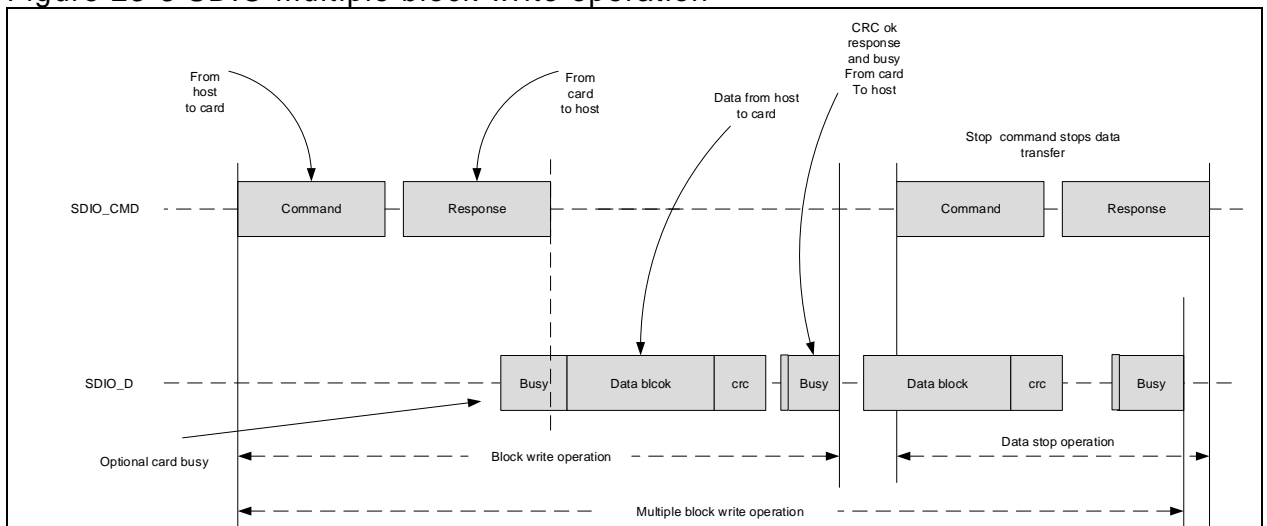 Figure SDIO multiple block write operation
CRC ok
response
and busy
From card
To host
From
host
to card
From
card
to host
Data from host
to card
Stop command stops data
transfer
SDIO_CMD
Command
Response
Command
Response
SDIO_D
Busy
Data blcok
crc
Busy
Data block
crc
Busy
Optional card busy
Block write operation
Data stop operation
Multiple block write operation